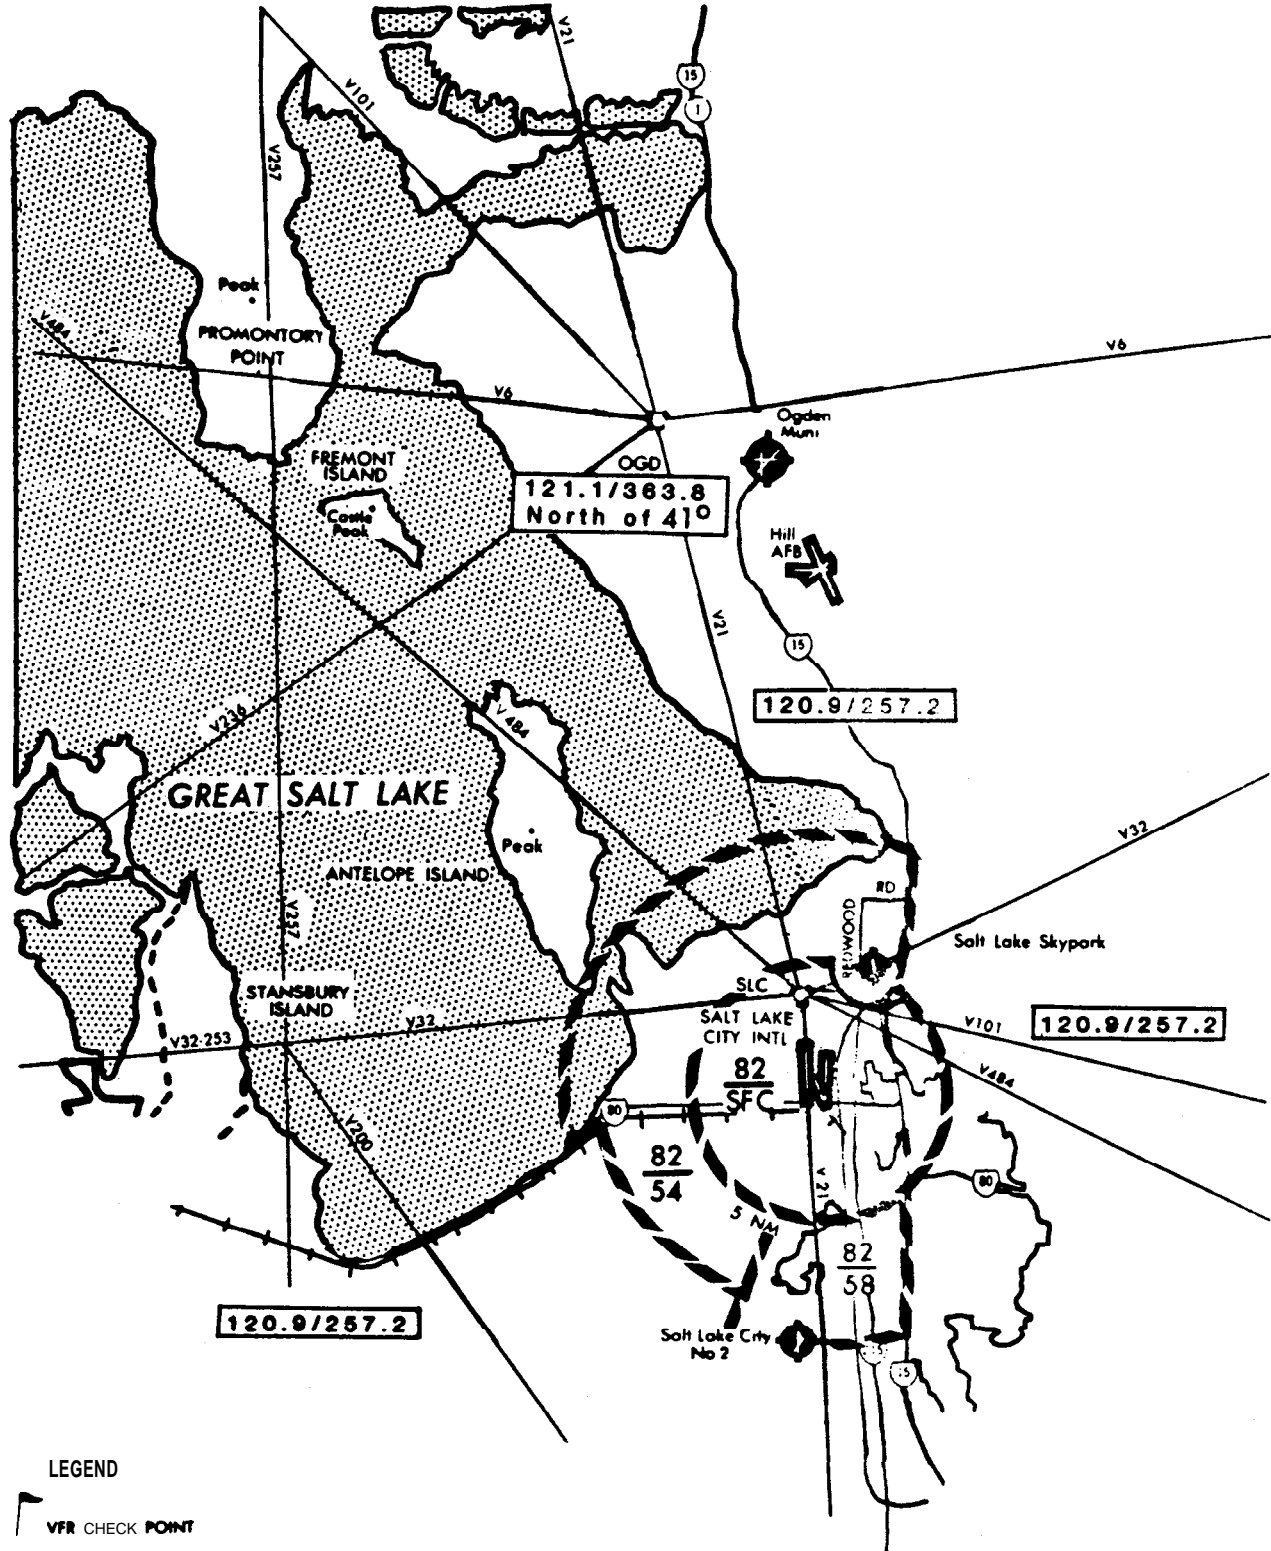 V21
15
V101
V257
Peak
PROMONTORY
POINT
V484
V6
V6
Ogden
Muni
FREMONT
ISLAND
OGD
121.1/363.8
North of 41°
Castle
Peak
Hill
AFB
V21
15
120.9/257.2
V236
V484
GREAT SALT LAKE
Peak
ANTELOPE ISLAND
V32
RD
REDWOOD
Salt Lake Skypark
V257
STANSBURY
ISLAND
SLC
SALT LAKE
CITY INTL
V32
V32-253
V101
120.9/257.2
V484
82
SFC
80
V200
82
54
V 21
80
5 NM
82
58
120.9/257.2
Salt Lake City
No 2
15
15
LEGEND
VFR CHECK POINT